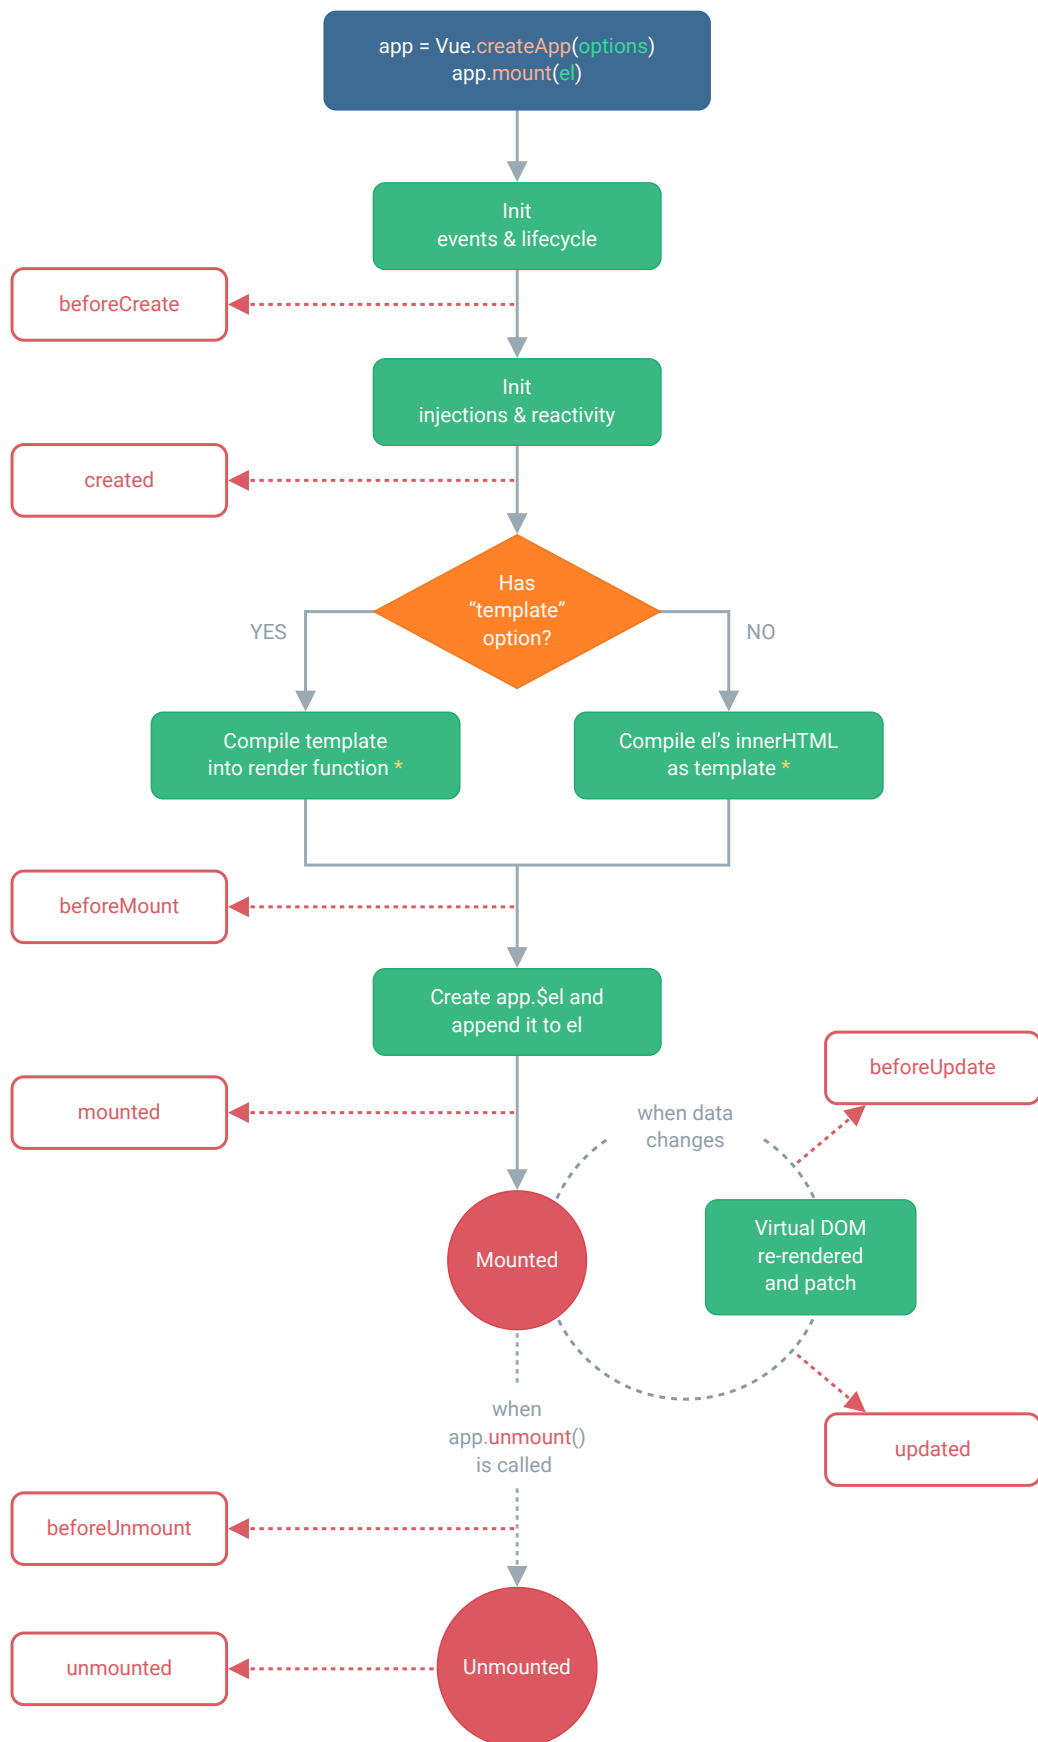 app = Vue.createApp(options)
app.mount(el)
Init
events & lifecycle
beforeCreate
Init
injections & reactivity
created
Has
“template”
option?
YES
NO
Compile template
into render function *
Compile el’s innerHTML
as template *
beforeMount
Create app.$el and
append it to el
beforeUpdate
mounted
when data
changes
Virtual DOM
re-rendered
and patch
Mounted
when
app.unmount()
is called
updated
beforeUnmount
unmounted
Unmounted